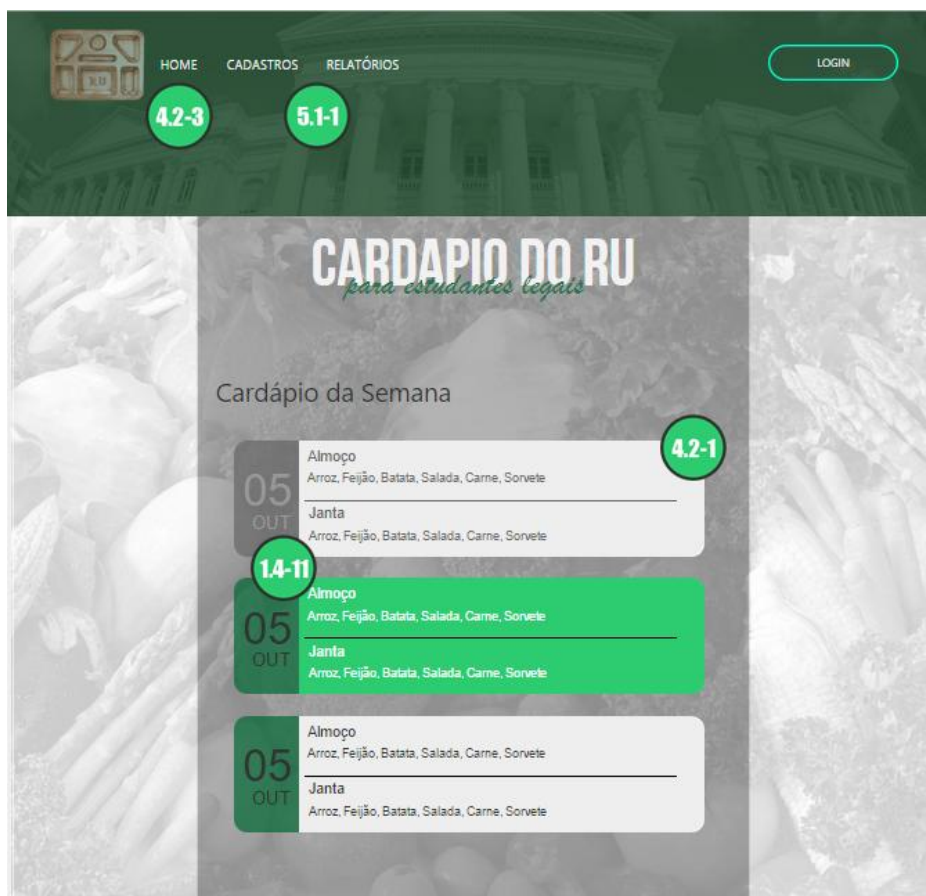 RU
HOME CADASTROS RELATÓRIOS LOGIN
4.2-3 5.1-1
CARDAPIO DO RU
para estudantes legais
Cardápio da Semana
4.2-1
05
OUT
Almoço
Arroz, Feijão, Batata, Salada, Carne, Sorvete
Janta
Arroz, Feijão, Batata, Salada, Carne, Sorvete
1.4-11
05
OUT
Almoço
Arroz, Feijão, Batata, Salada, Carne, Sorvete
Janta
Arroz, Feijão, Batata, Salada, Carne, Sorvete
05
OUT
Almoço
Arroz, Feijão, Batata, Salada, Carne, Sorvete
Janta
Arroz, Feijão, Batata, Salada, Carne, Sorvete